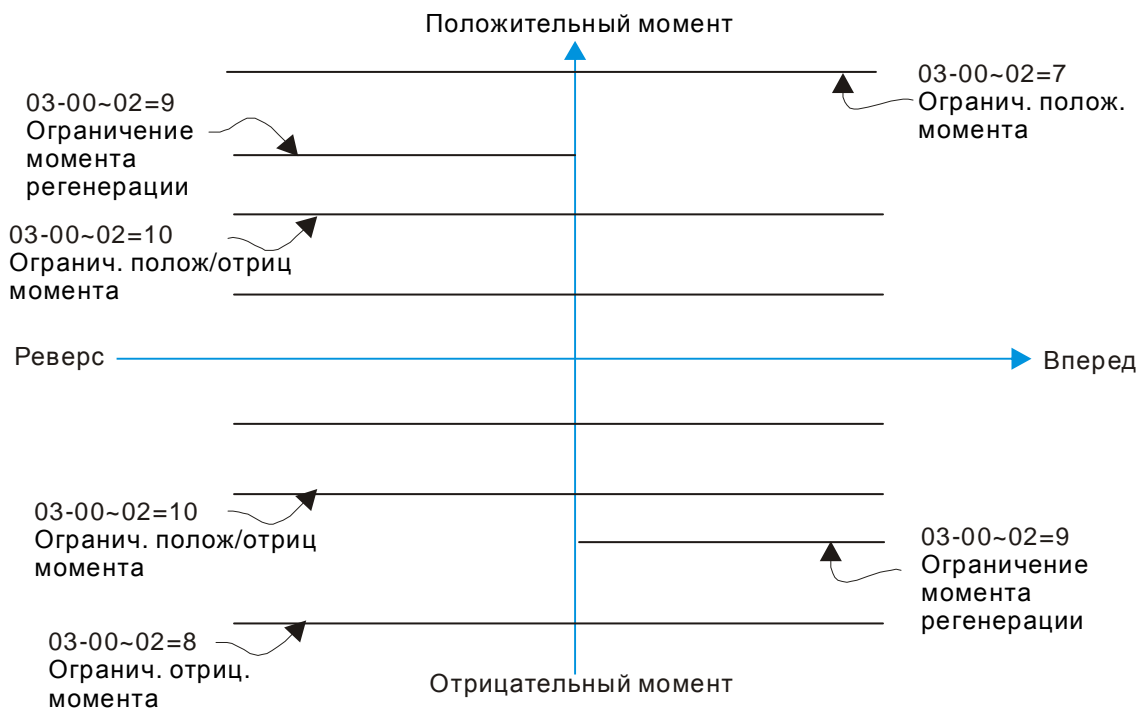 Положительный момент
03-00~02=7
Огранич. полож.
момента
03-00~02=9
Ограничение
момента
регенерации
03-00~02=10
Огранич. полож/отриц
момента
Реверс
Вперед
03-00~02=10
Огранич. полож/отриц
момента
03-00~02=9
Ограничение
момента
регенерации
03-00~02=8
Огранич. отриц.
момента
Отрицательный момент